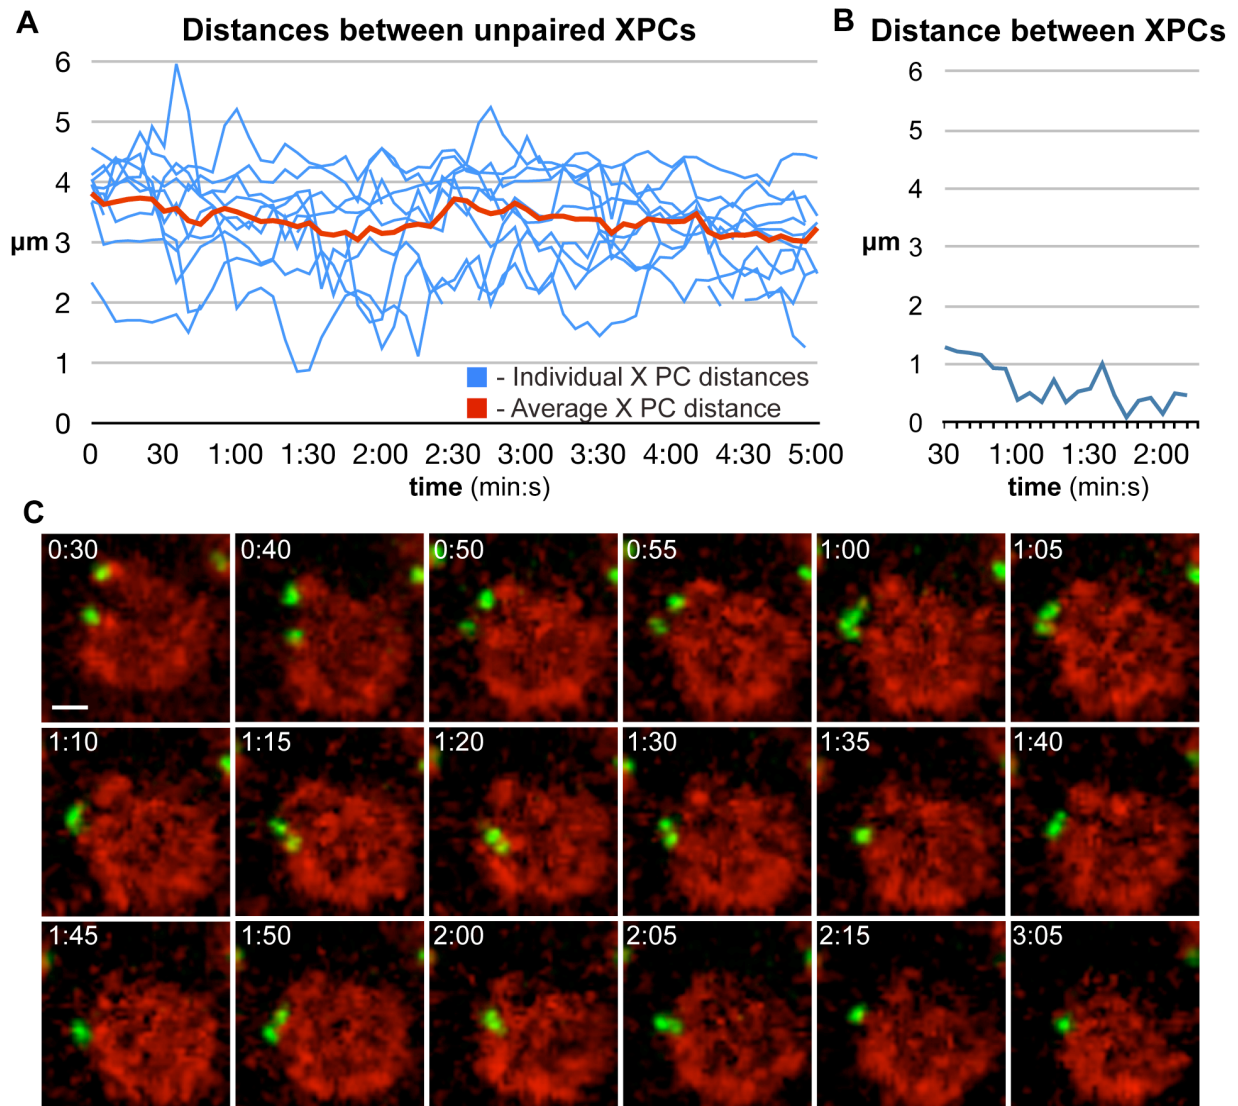 A
Distances between unpaired XPCs
6
5
4
µm
3
2
1
0
- Individual X PC distances
- Average X PC distance
0 30 1:00 1:30 2:00 2:30 3:00 3:30 4:00 4:30 5:00
time (min:s)
B
Distance between XPCs
6
5
4
µm
3
2
1
0
30 1:00 1:30 2:00
time (min:s)
C
0:30 0:40 0:50 0:55 1:00 1:05
1:10 1:15 1:20 1:30 1:35 1:40
1:45 1:50 2:00 2:05 2:15 3:05